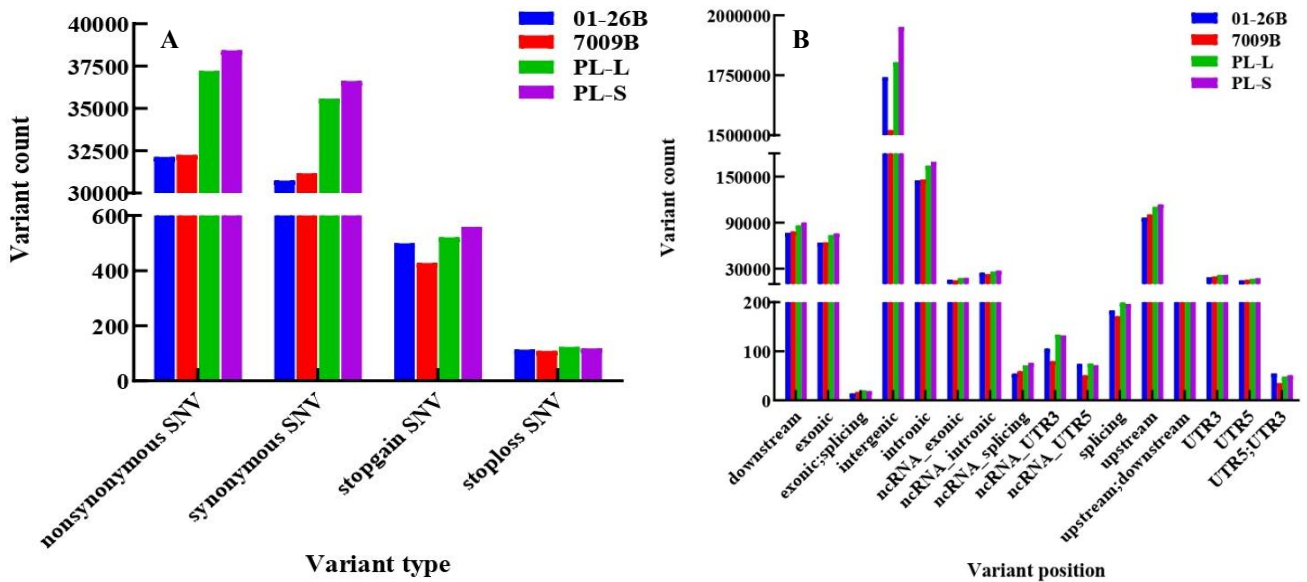 A
01-26B
7009B
PL-L
PL-S
Variant count
40000
37500
35000
32500
30000
600
400
200
0
nonsynonymous SNV
synonymous SNV
stopgain SNV
stoploss SNV
Variant type
B
01-26B
7009B
PL-L
PL-S
Variant count
2000000
1750000
1500000
150000
90000
30000
200
100
0
downstream
exonic
exonic;splicing
intergenic
intronic
ncRNA_exonic
ncRNA_intronic
ncRNA_splicing
ncRNA_UTR3
ncRNA_UTR5
splicing
upstream
upstream;downstream
UTR3
UTR5
UTR5;UTR3
Variant position